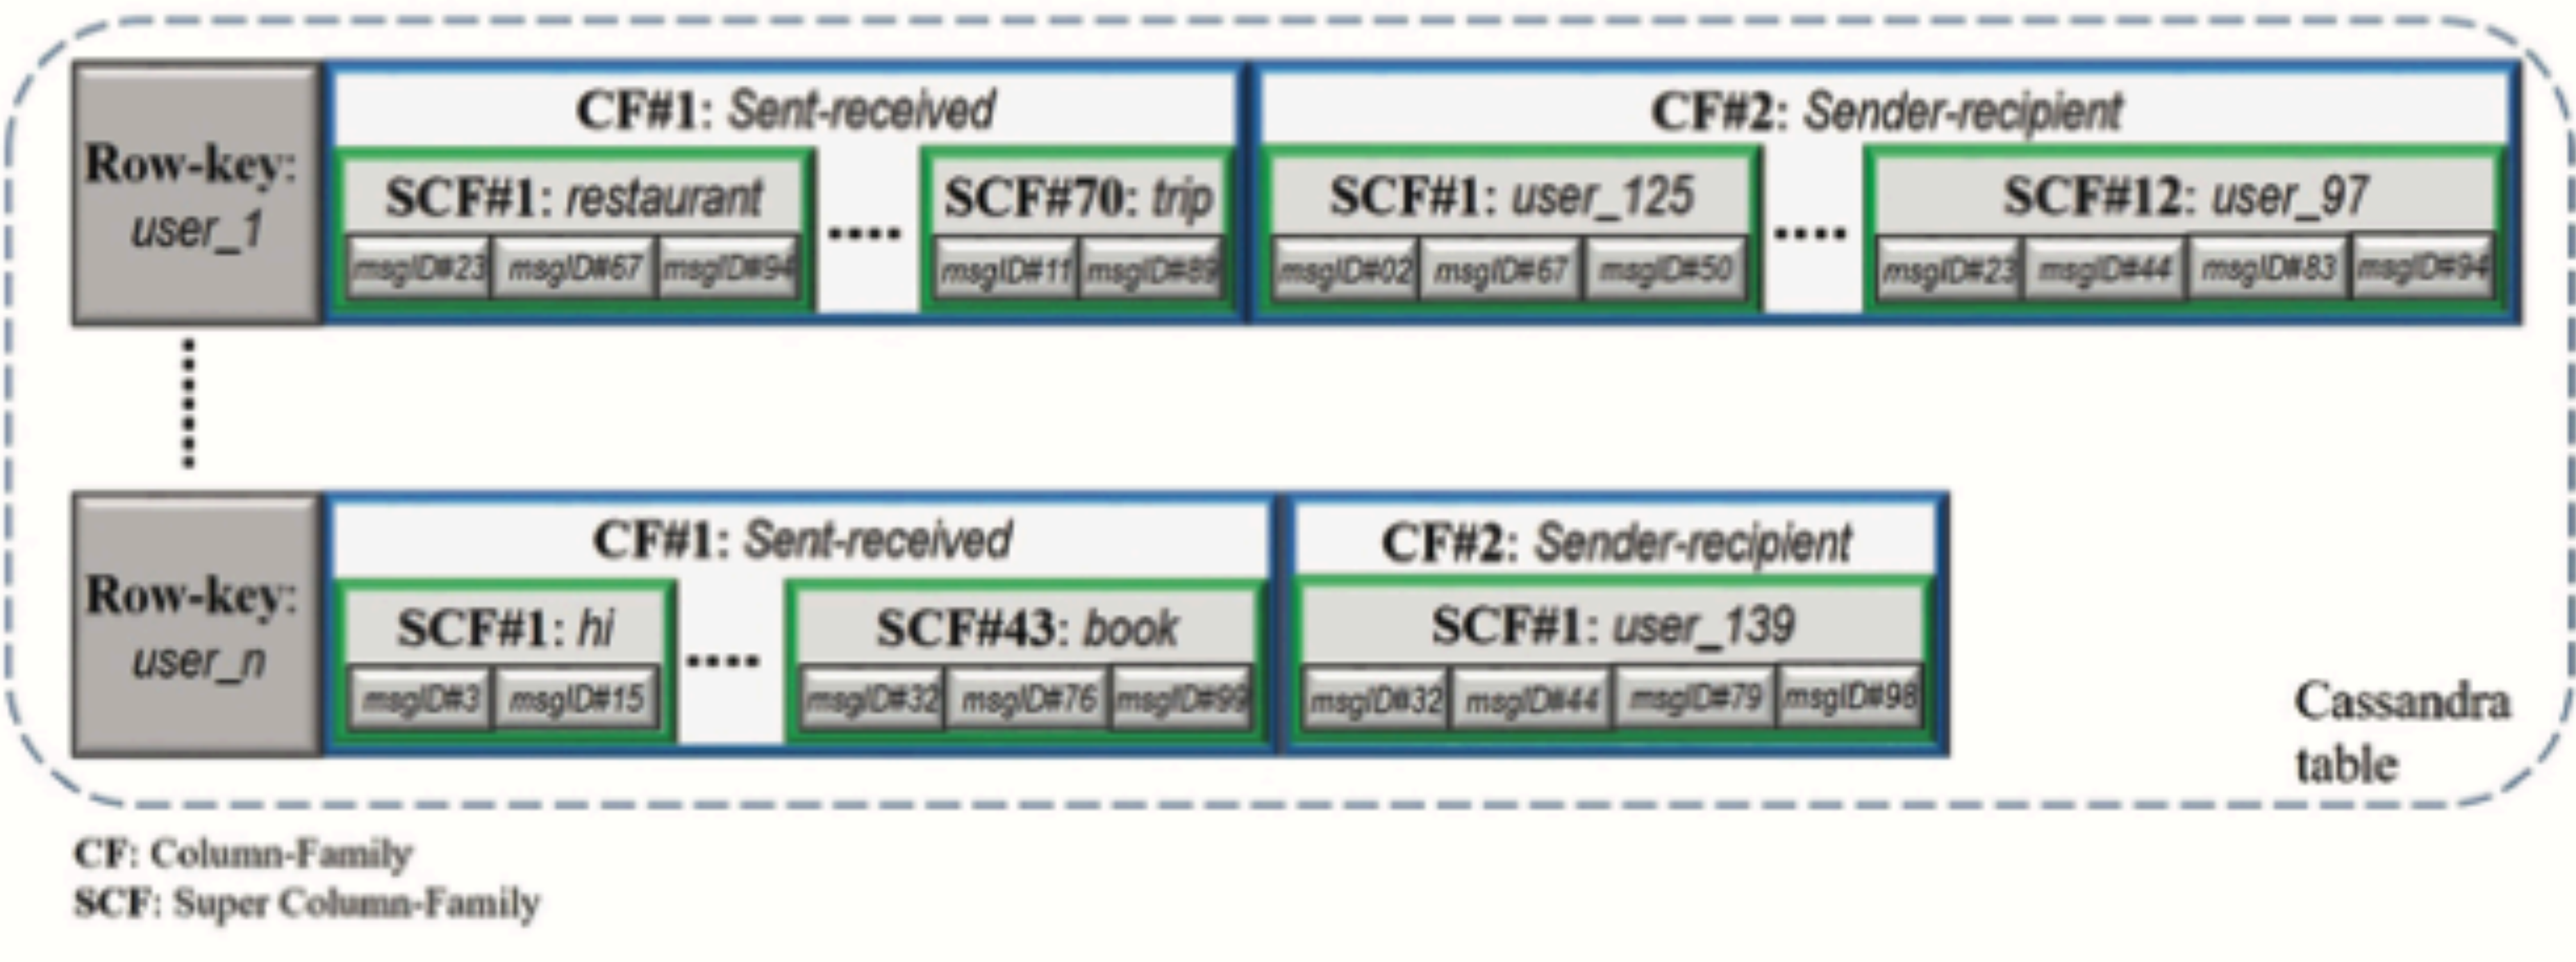 CF#1: Sent-received
CF#2: Sender-recipient
Row-key:
user_1
SCF#1: restaurant
msgID#23 msgID#67 msgID#94
....
SCF#70: trip
msgID#11 msgID#89
SCF#1: user_125
msgID#02 msgID#67 msgID#50
....
SCF#12: user_97
msgID#23 msgID#44 msgID#83 msgID#94
CF#1: Sent-received
CF#2: Sender-recipient
Row-key:
user_n
SCF#1: hi
msgID#3 msgID#15
....
SCF#43: book
msgID#32 msgID#76 msgID#99
SCF#1: user_139
msgID#32 msgID#44 msgID#79 msgID#98
Cassandra
table
CF: Column-Family
SCF: Super Column-Family